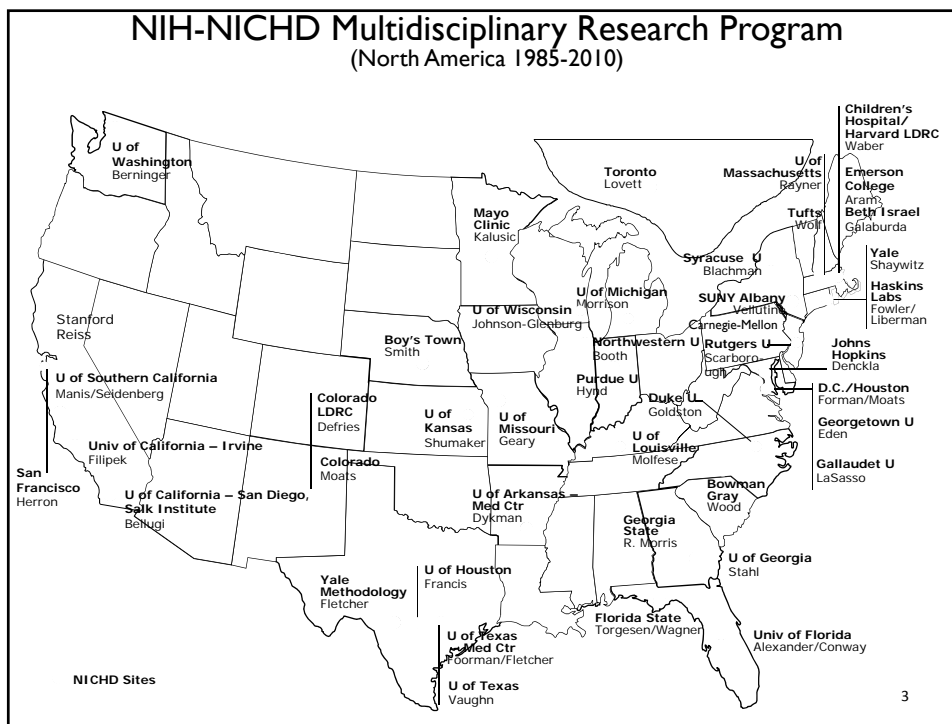 NIH-NICHD Multidisciplinary Research Program
(North America 1985-2010)
Children's
Hospital/
Harvard LDRC
Waber
U of
Washington
Berninger
Toronto
Lovett
U of
Massachusetts
Rayner
Emerson
College
Aram
Beth Israel
Galaburda
Mayo
Clinic
Kalusic
Tufts
Wolf
Syracuse U
Blachman
Yale
Shaywitz
U of Michigan
Morrison
SUNY Albany
Vellutino
Haskins
Labs
Fowler/
Liberman
U of Wisconsin
Johnson-Glenburg
Carnegie-Mellon
Stanford
Reiss
Boy's Town
Smith
Northwestern U
Booth
Rutgers U
Scarboro-
ugh
Johns
Hopkins
Denckla
U of Southern California
Manis/Seidenberg
Purdue U
Hynd
Duke U
Goldston
D.C./Houston
Forman/Moats
Colorado
LDRC
Defries
U of
Kansas
Shumaker
U of
Missouri
Geary
Georgetown U
Eden
Univ of California – Irvine
Filipek
U of
Louisville
Molfese
Colorado
Moats
Gallaudet U
LaSasso
San
Francisco
Herron
U of California – San Diego,
Salk Institute
Bellugi
U of Arkansas –
Med Ctr
Dykman
Bowman
Gray
Wood
Georgia
State
R. Morris
U of Georgia
Stahl
Yale
Methodology
Fletcher
U of Houston
Francis
Florida State
Torgesen/Wagner
U of Texas
– Med Ctr
Foorman/Fletcher
Univ of Florida
Alexander/Conway
U of Texas
Vaughn
NICHD Sites
3